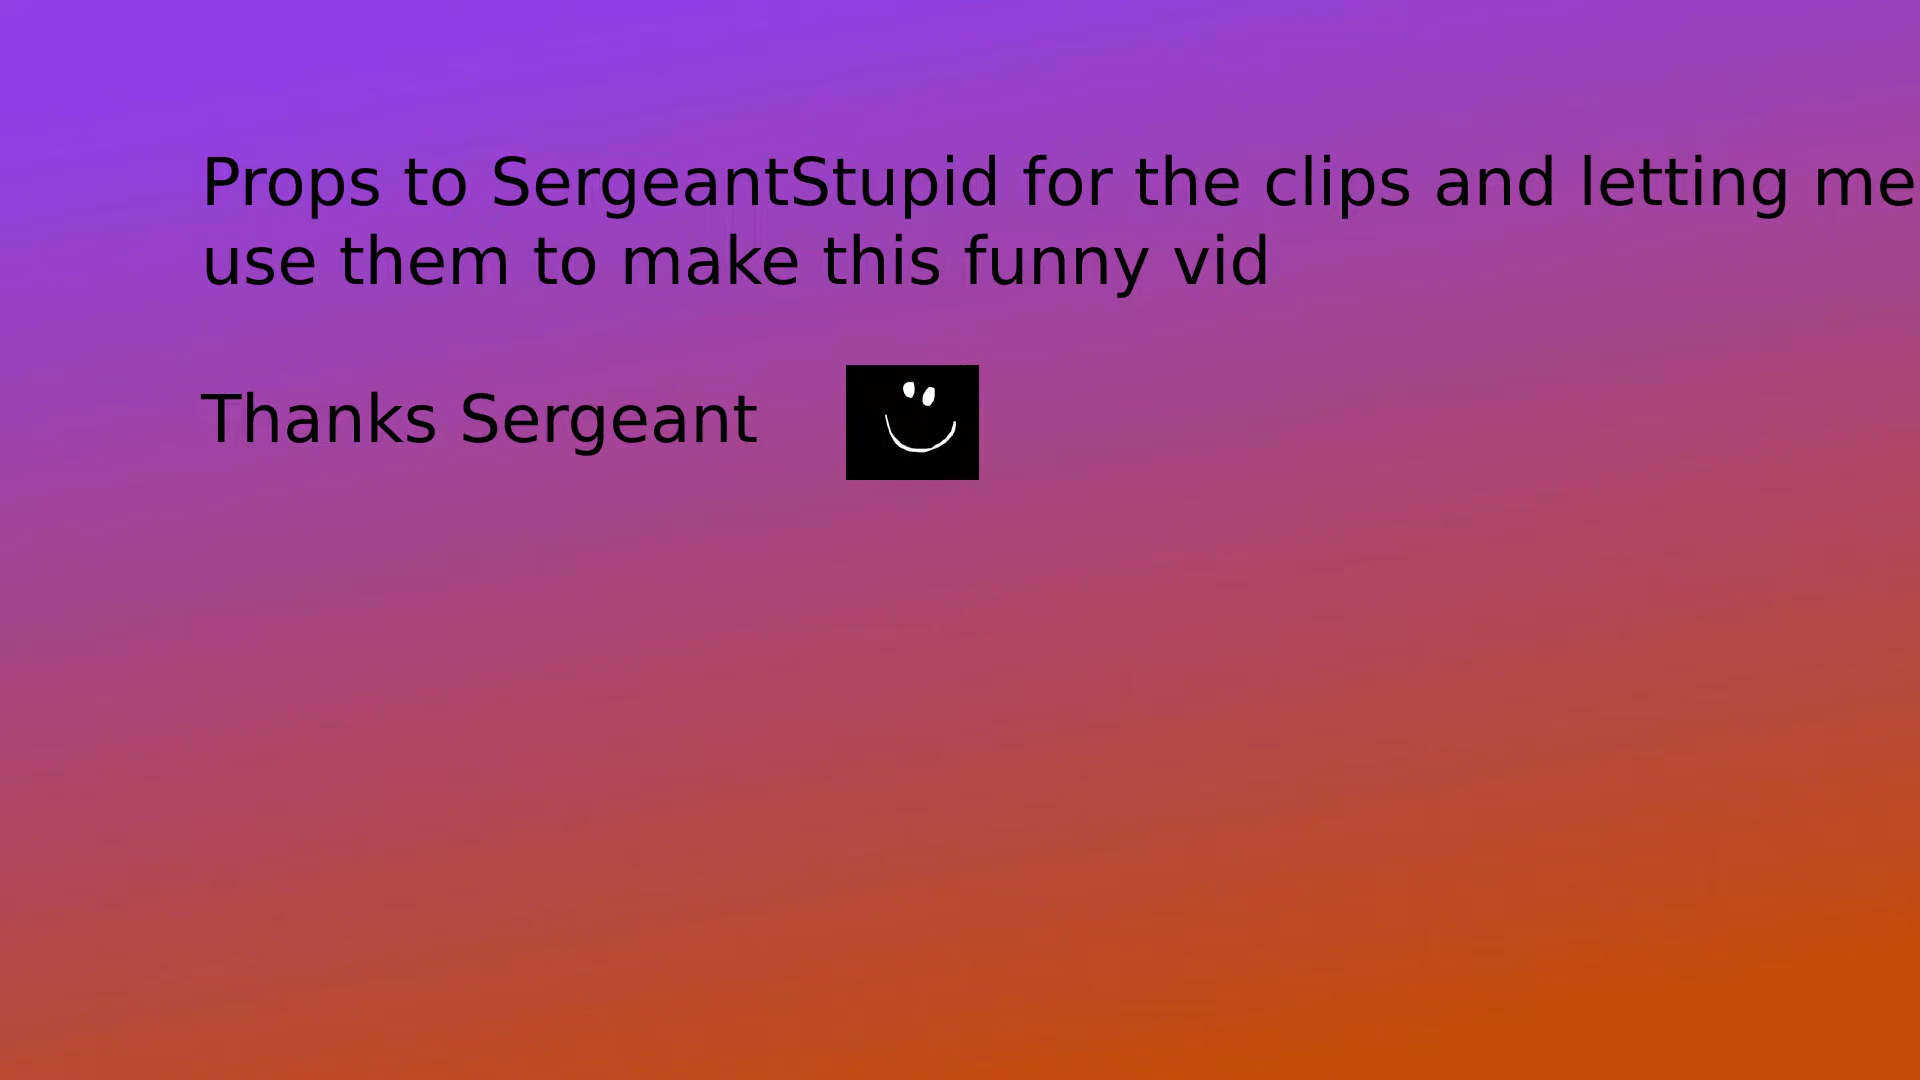 Props to SergeantStupid for the clips and letting me
use them to make this funny vid
Thanks Sergeant